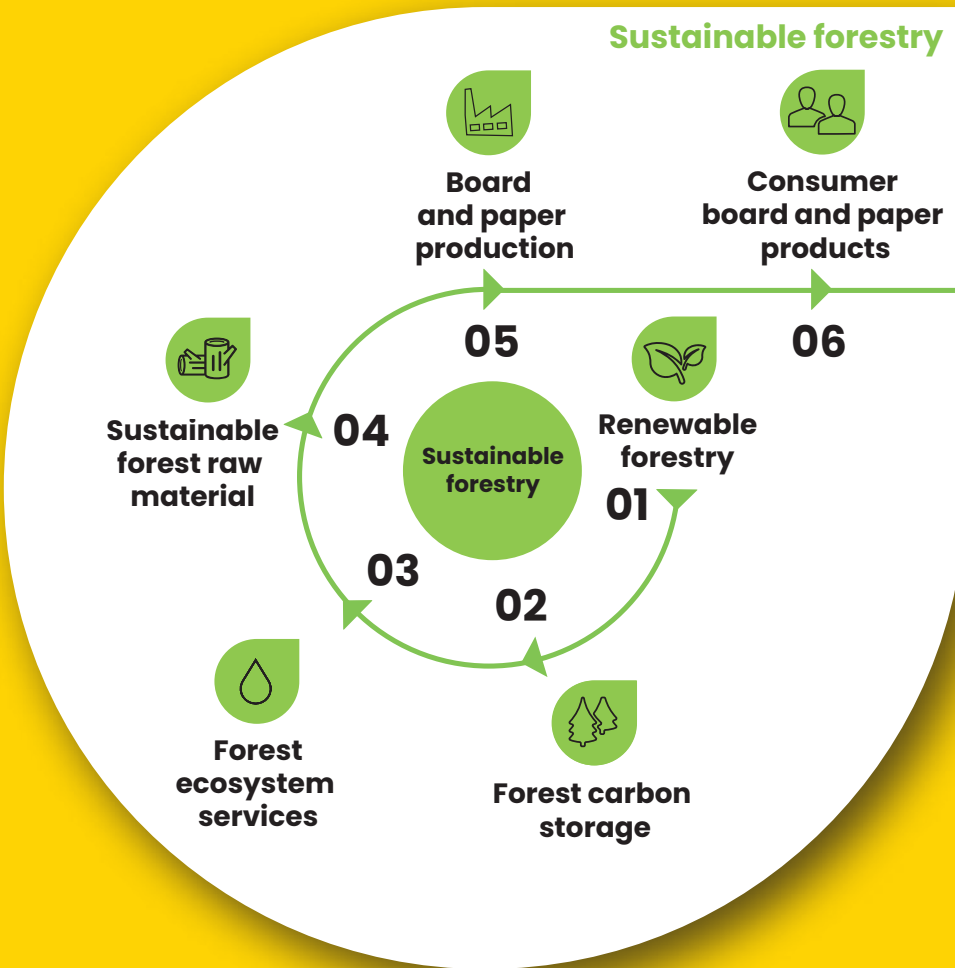 Sustainable forestry
Board
and paper
production
05
Consumer
board and paper
products
06
Sustainable
forest raw
material
04
Sustainable
forestry
Renewable
forestry
01
03
02
Forest
ecosystem
services
Forest carbon
storage